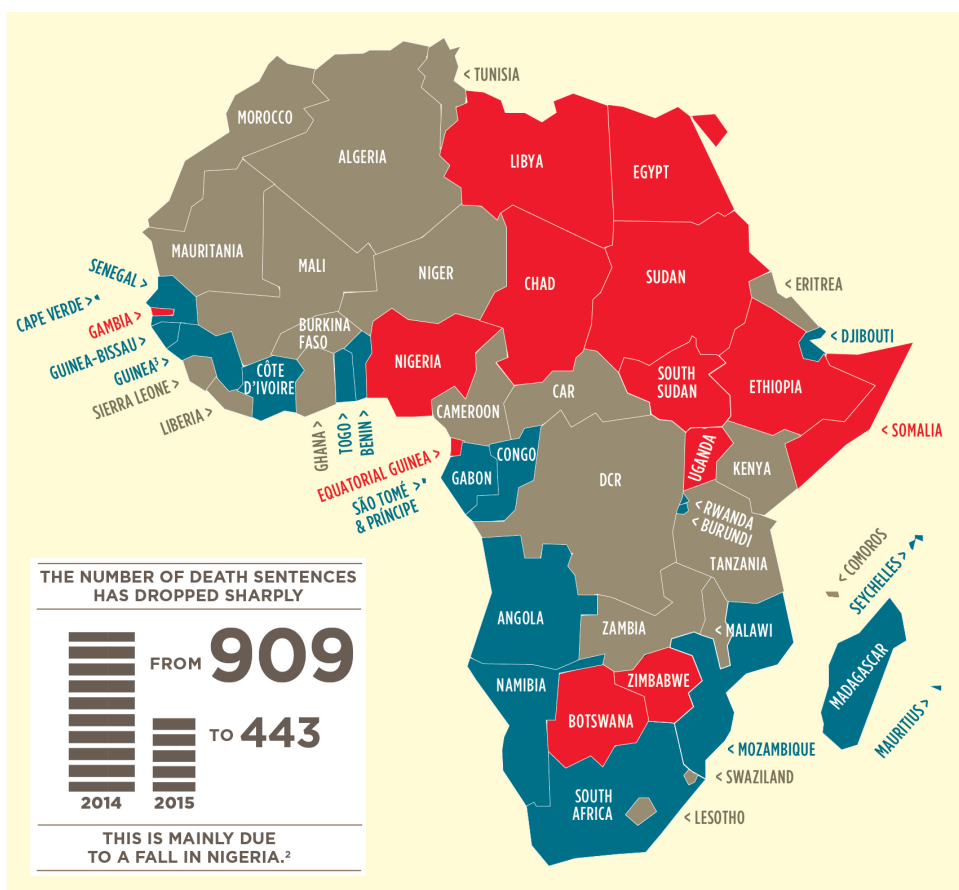 < TUNISIA
MOROCCO
ALGERIA
LIBYA
EGYPT
MAURITANIA
MALI
NIGER
CHAD
SUDAN
< ERITREA
SENEGAL >
CAPE VERDE >
GAMBIA >
GUINEA-BISSAU >
GUINEA³ >
SIERRA LEONE >
LIBERIA >
BURKINA
FASO
CÔTE
D'IVOIRE
GHANA >
TOGO >
BENIN >
NIGERIA
CAMEROON
CAR
SOUTH
SUDAN
ETHIOPIA
< DJIBOUTI
< SOMALIA
EQUATORIAL GUINEA >
SÃO TOMÉ >
& PRÍNCIPE
GABON
CONGO
DCR
UGANDA
KENYA
< RWANDA
< BURUNDI
TANZANIA
< COMOROS
SEYCHELLES >
ANGOLA
ZAMBIA
< MALAWI
MADAGASCAR
MAURITIUS >
NAMIBIA
ZIMBABWE
BOTSWANA
< MOZAMBIQUE
< SWAZILAND
SOUTH
AFRICA
< LESOTHO
THE NUMBER OF DEATH SENTENCES
HAS DROPPED SHARPLY
FROM 909
TO 443
2014 2015
THIS IS MAINLY DUE
TO A FALL IN NIGERIA.²